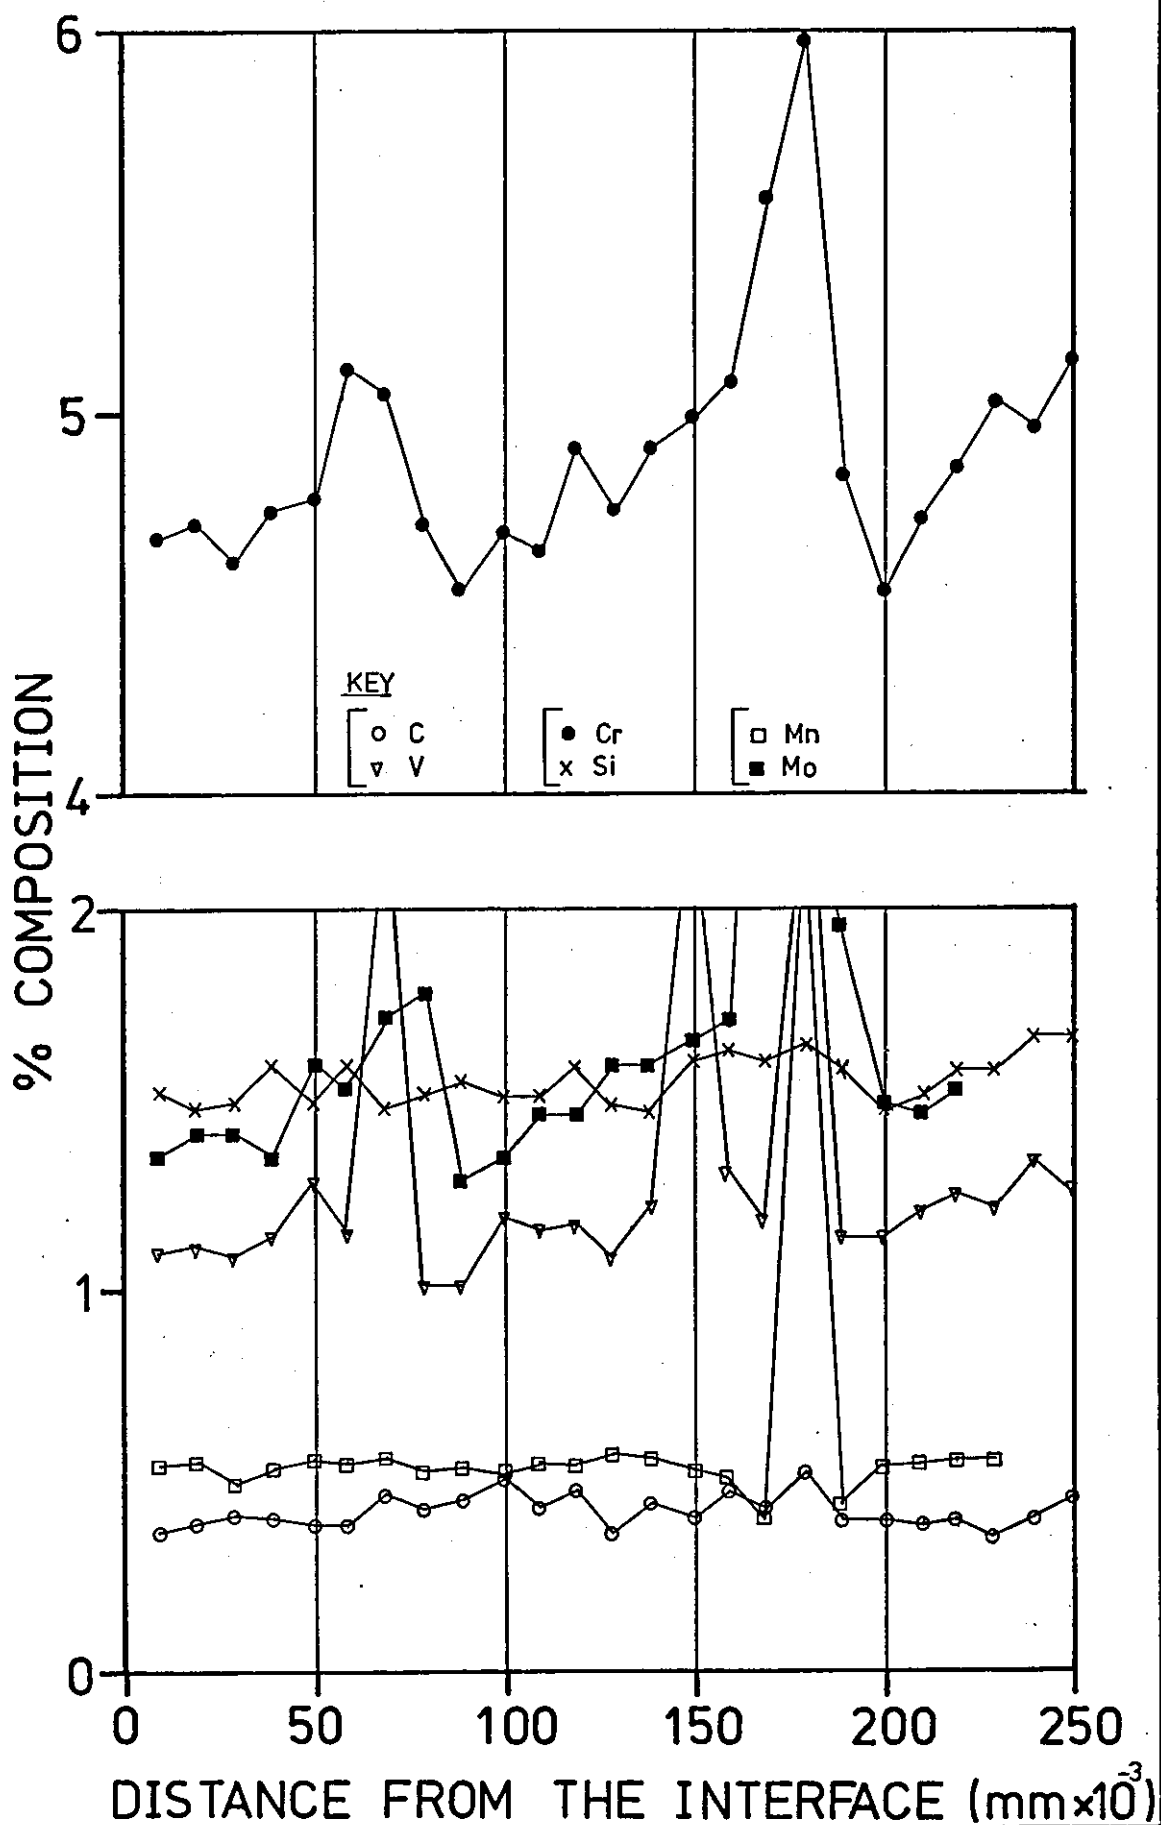 6
5
4
KEY
C
V
Cr
Si
Mn
Mo
% COMPOSITION
2
1
0
0 50 100 150 200 250
DISTANCE FROM THE INTERFACE (mm×10⁻³)